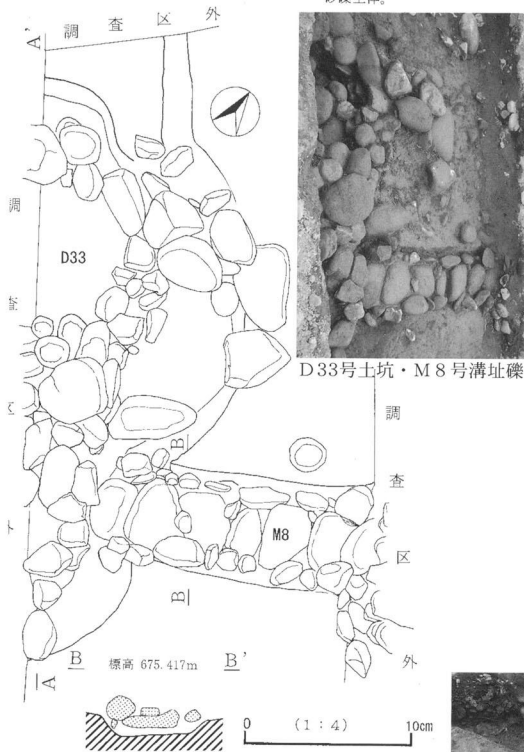 砂礫主体。
調査区外
A'
調
査
区
外
D33
D33号土坑・M8号溝址礫
B
調
査
区
外
M8
B
A
B 標高 675.417m B'
0 (1:4) 10cm